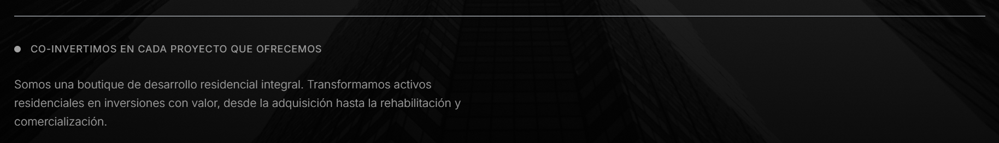 CO-INVERTIMOS EN CADA PROYECTO QUE OFRECEMOS
Somos una boutique de desarrollo residencial integral. Transformamos activos
residenciales en inversiones con valor, desde la adquisición hasta la rehabilitación y
comercialización.